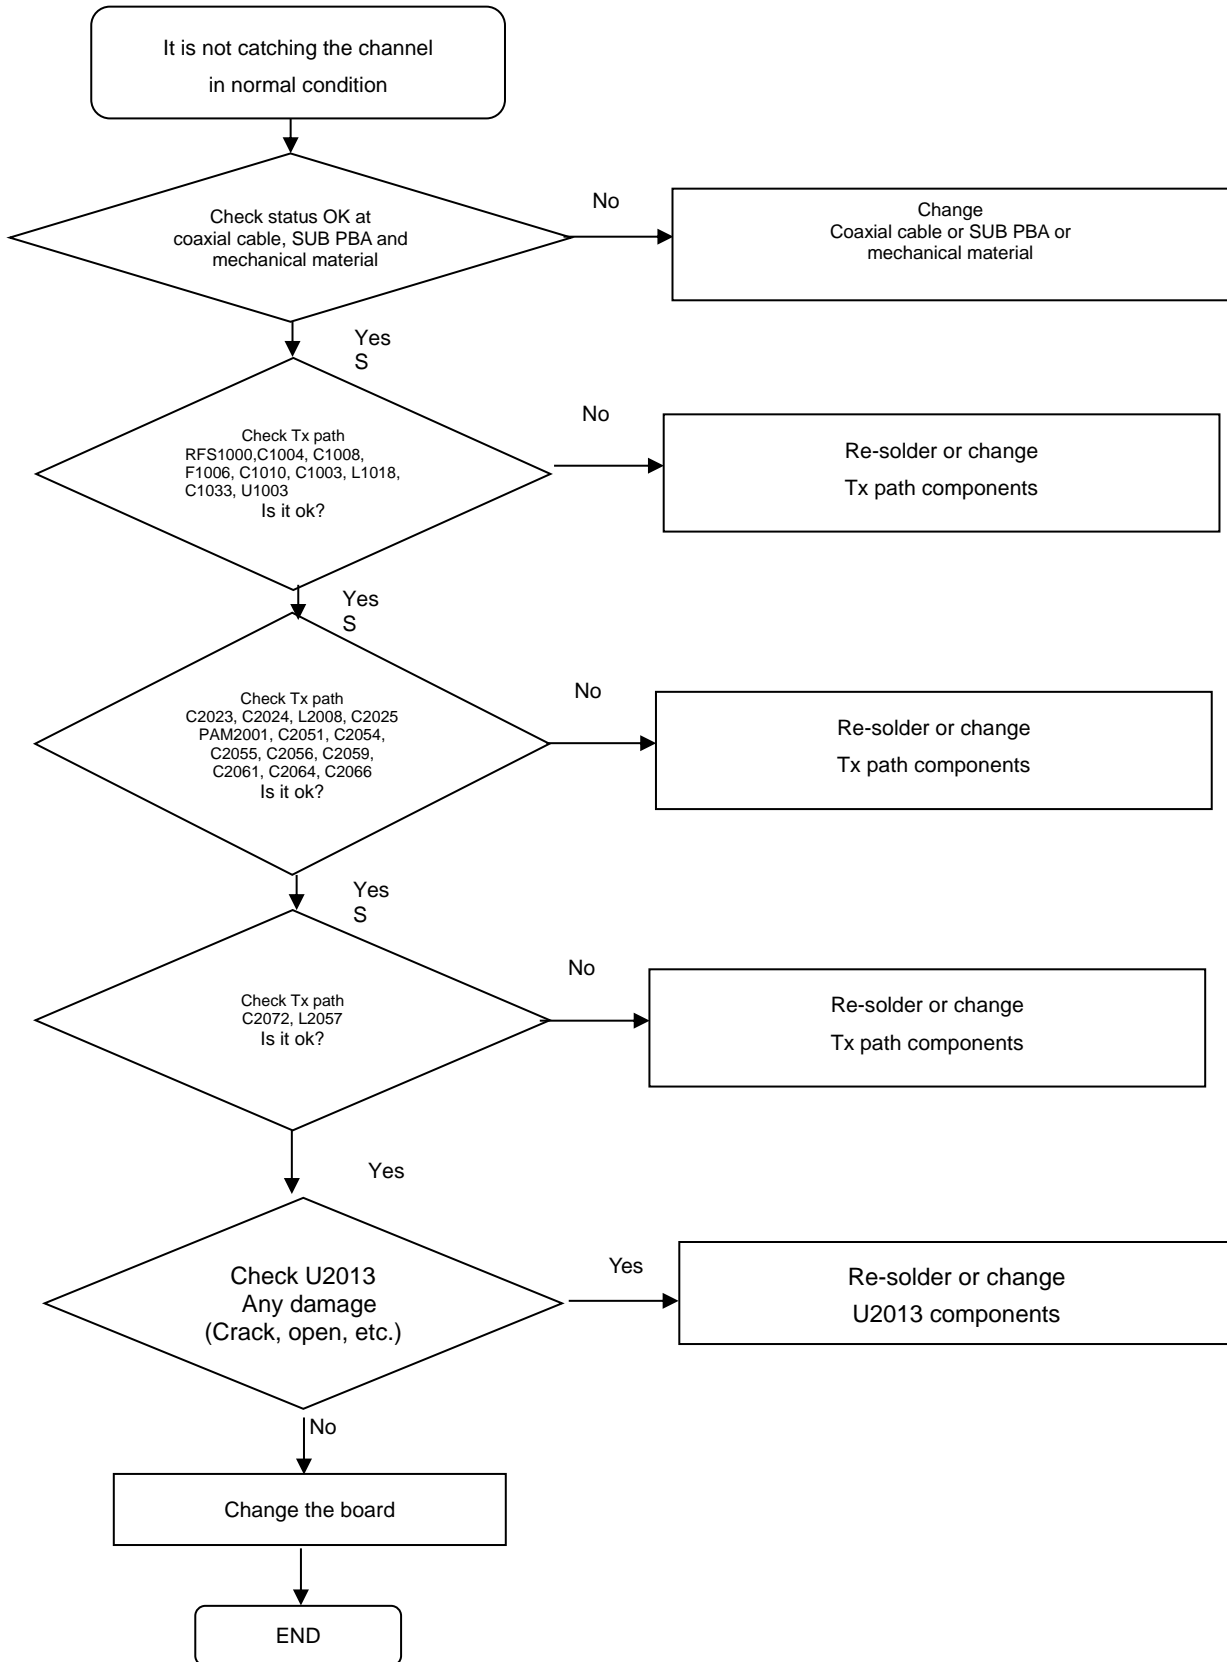 It is not catching the channel
in normal condition
Check status OK at
coaxial cable, SUB PBA and
mechanical material
No
Change
Coaxial cable or SUB PBA or
mechanical material
Yes
S
Check Tx path
RFS1000,C1004, C1008,
F1006, C1010, C1003, L1018,
C1033, U1003
Is it ok?
No
Re-solder or change
Tx path components
Yes
S
Check Tx path
C2023, C2024, L2008, C2025
PAM2001, C2051, C2054,
C2055, C2056, C2059,
C2061, C2064, C2066
Is it ok?
No
Re-solder or change
Tx path components
Yes
S
Check Tx path
C2072, L2057
Is it ok?
No
Re-solder or change
Tx path components
Yes
Check U2013
Any damage
(Crack, open, etc.)
Yes
Re-solder or change
U2013 components
No
Change the board
END